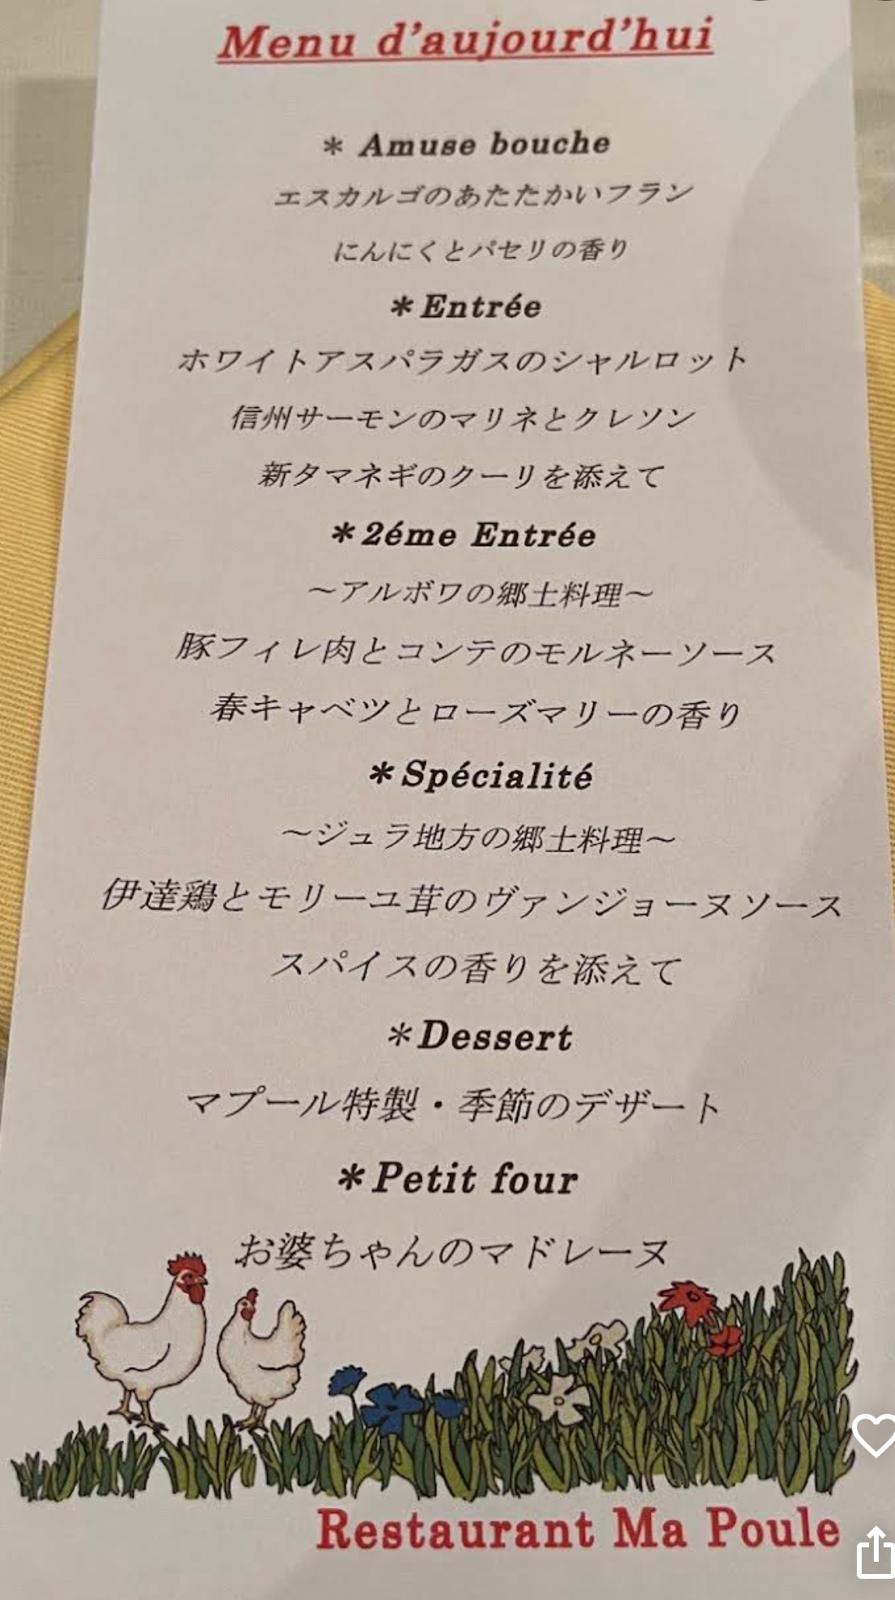 Menu d'aujourd'hui
* Amuse bouche
エスカルゴのあたたかいフラン
にんにくとパセリの香り
*Entrée
ホワイトアスパラガスのシャルロット
信州サーモンのマリネとクレソン
新タマネギのクーリを添えて
*2éme Entrée
～アルボワの郷土料理～
豚フィレ肉とコンテのモルネーソース
春キャベツとローズマリーの香り
*Spécialité
～ジュラ地方の郷土料理～
伊達鶏とモリーユ茸のヴァンジョーヌソース
スパイスの香りを添えて
*Dessert
マプール特製・季節のデザート
*Petit four
お婆ちゃんのマドレーヌ
Restaurant Ma Poule